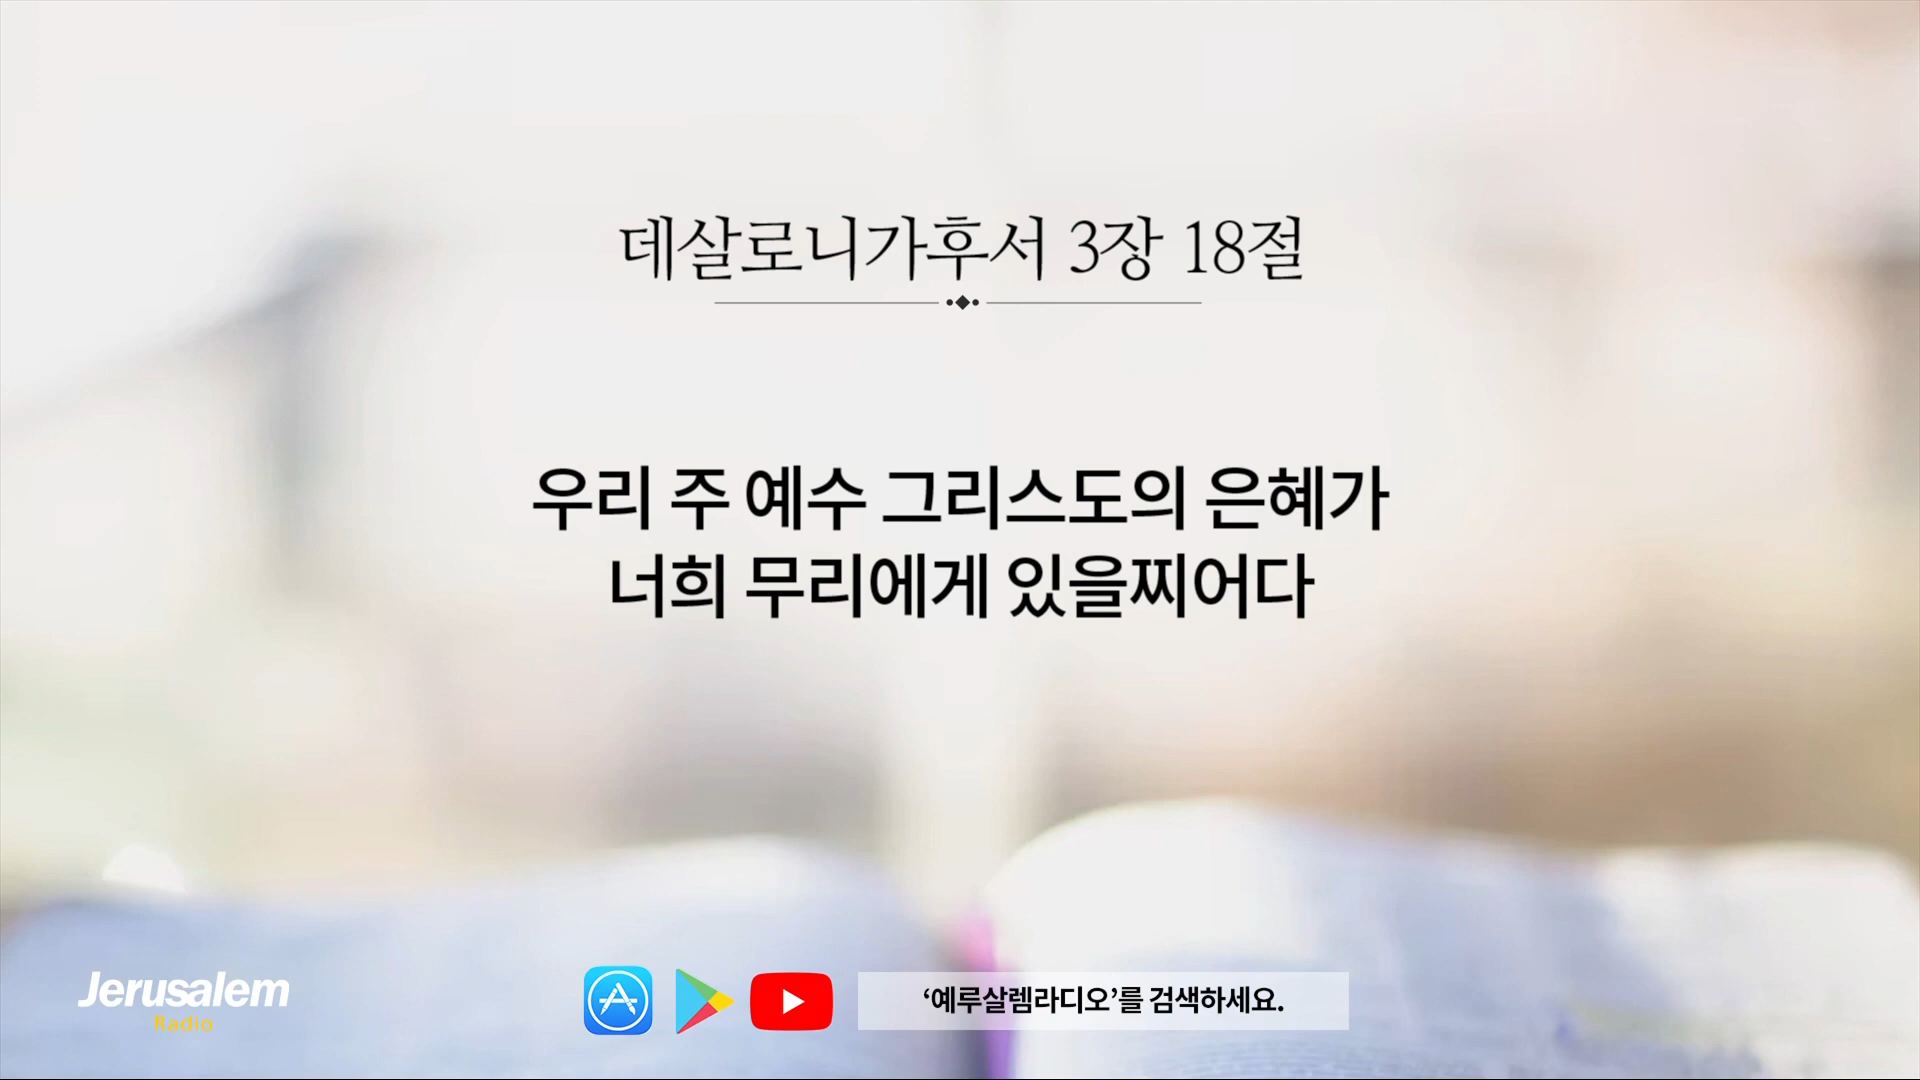 데살로니가후서 3장 18절
우리 주 예수 그리스도의 은혜가
너희 무리에게 있을찌어다
Jerusalem
Radio
‘예루살렘라디오’를 검색하세요.